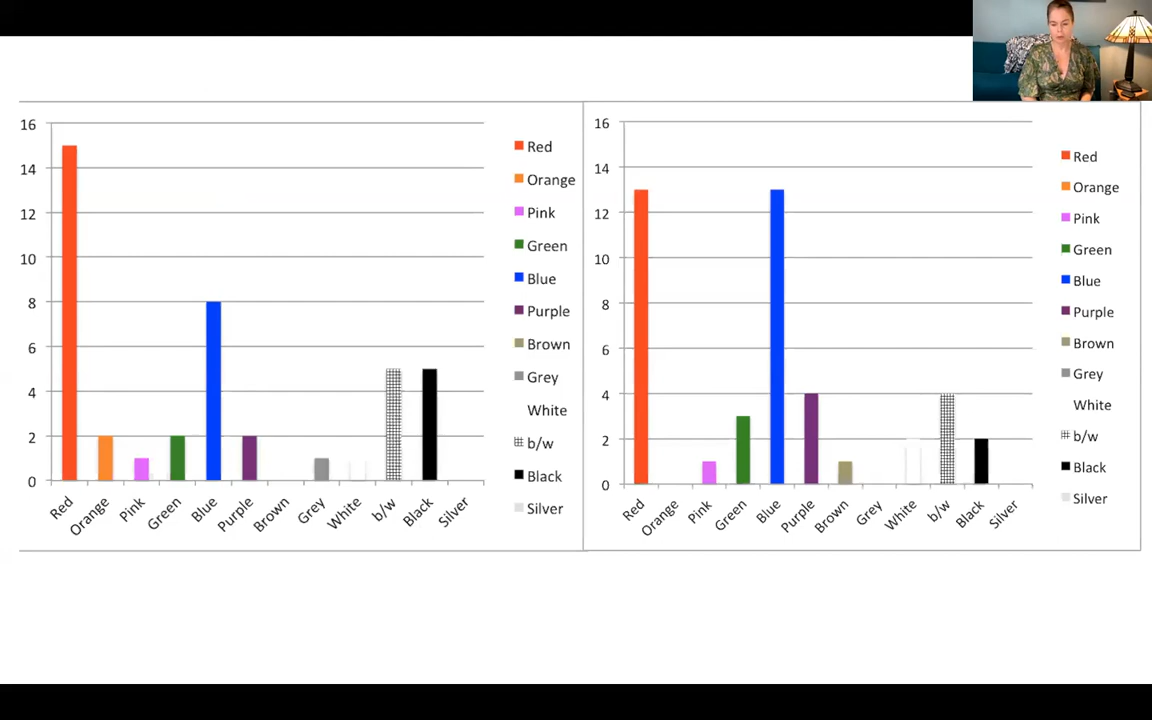 16
14
12
10
8
6
4
2
0
Red
Orange
Pink
Green
Blue
Purple
Brown
Grey
White
b/w
Black
Silver
Red
Orange
Pink
Green
Blue
Purple
Brown
Grey
White
b/w
Black
Silver
16
14
12
10
8
6
4
2
0
Red
Orange
Pink
Green
Blue
Purple
Brown
Grey
White
b/w
Black
Silver
Red
Orange
Pink
Green
Blue
Purple
Brown
Grey
White
b/w
Black
Silver